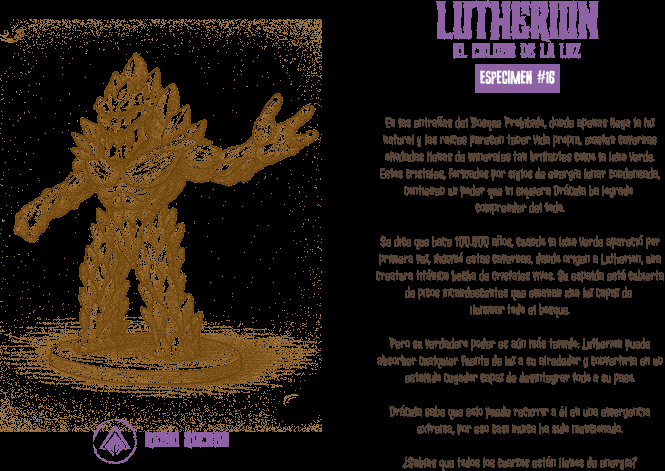 LUTHERION
EL COLOSO DE LA LUZ
ESPECIMEN #16
En las entrañas del Bosque Prohibido, donde apenas llega la luz
natural y las raíces parecen tener vida propia, existen cavernas
olvidadas llenas de minerales tan brillantes como la Luna Verde.
Estos cristales, formados por siglos de energía lunar condensada,
contienen un poder que ni siquiera Drácula ha logrado
comprender del todo.
Se dice que hace 100.000 años, cuando la Luna Verde apareció por
primera vez, iluminó estas cavernas, dando origen a Lutherion, una
criatura titánica hecha de cristales vivos. Su espalda está cubierta
de picos incandescentes que emanan una luz capaz de
iluminar todo el bosque.
Pero su verdadero poder es aún más temido: Lutherion puede
absorber cualquier fuente de luz a su alrededor y convertirla en un
estallido cegador capaz de desintegrar todo a su paso.
Drácula sabe que solo puede recurrir a él en una emergencia
extrema, por eso casi nunca ha sido mencionado.
¿Sabías que todos los cuerpos están llenos de energía?